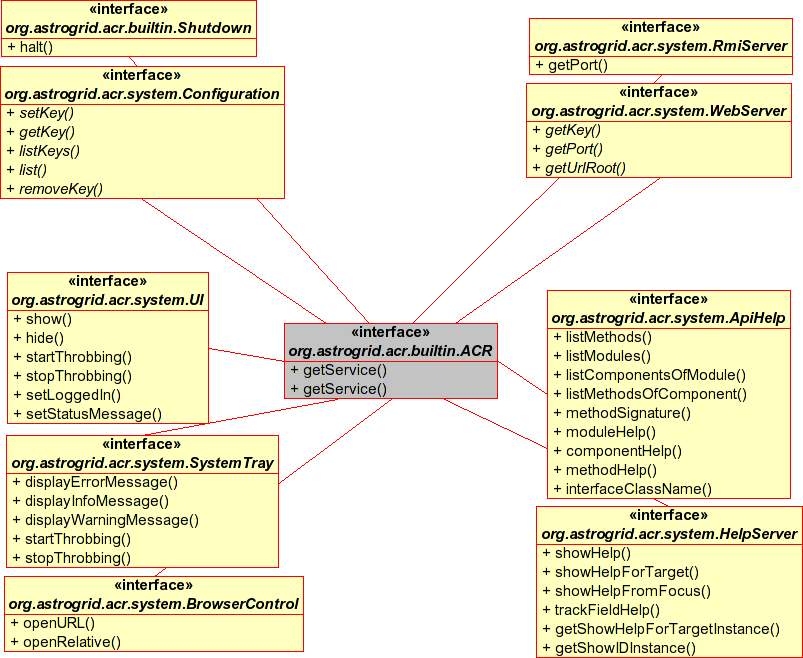 «interface»
org.astrogrid.acr.builtin.Shutdown
+ halt()
«interface»
org.astrogrid.acr.system.Configuration
+ setKey()
+ getKey()
+ listKeys()
+ list()
+ removeKey()
«interface»
org.astrogrid.acr.system.RmiServer
+ getPort()
«interface»
org.astrogrid.acr.system.WebServer
+ getKey()
+ getPort()
+ getUrlRoot()
«interface»
org.astrogrid.acr.system.UI
+ show()
+ hide()
+ startThrobbing()
+ stopThrobbing()
+ setLoggedIn()
+ setStatusMessage()
«interface»
org.astrogrid.acr.builtin.ACR
+ getService()
+ getService()
«interface»
org.astrogrid.acr.system.ApiHelp
+ listMethods()
+ listModules()
+ listComponentsOfModule()
+ listMethodsOfComponent()
+ methodSignature()
+ moduleHelp()
+ componentHelp()
+ methodHelp()
+ interfaceClassName()
«interface»
org.astrogrid.acr.system.SystemTray
+ displayErrorMessage()
+ displayInfoMessage()
+ displayWarningMessage()
+ startThrobbing()
+ stopThrobbing()
«interface»
org.astrogrid.acr.system.HelpServer
+ showHelp()
+ showHelpForTarget()
+ showHelpFromFocus()
+ trackFieldHelp()
+ getShowHelpForTargetInstance()
+ getShowIDInstance()
«interface»
org.astrogrid.acr.system.BrowserControl
+ openURL()
+ openRelative()